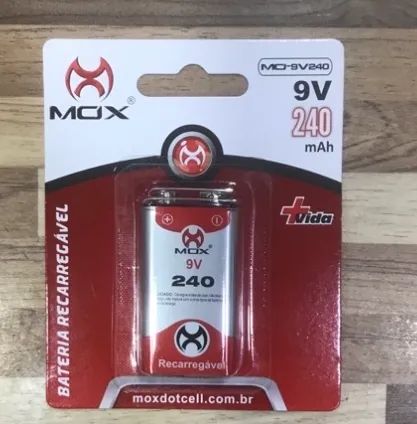 MOX®
MO-9V240
9V
240
mAh
+Vida
BATERIA RECARREGÁVEL
MOX
9V
240
Recarregável
moxdotcell.com.br